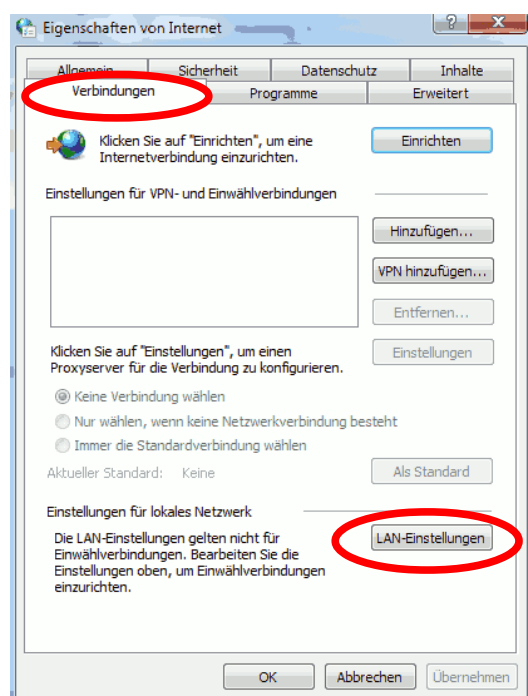 Eigenschaften von Internet
Allgemein Sicherheit Datenschutz Inhalte
Verbindungen Programme Erweitert
Klicken Sie auf "Einrichten", um eine
Internetverbindung einzurichten.
Einrichten
Einstellungen für VPN- und Einwählverbindungen
Hinzufügen...
VPN hinzufügen...
Entfernen...
Klicken Sie auf "Einstellungen", um einen
Proxyserver für die Verbindung zu konfigurieren.
Einstellungen
Keine Verbindung wählen
Nur wählen, wenn keine Netzwerkverbindung besteht
Immer die Standardverbindung wählen
Aktueller Standard: Keine
Als Standard
Einstellungen für lokales Netzwerk
Die LAN-Einstellungen gelten nicht für
Einwählverbindungen. Bearbeiten Sie die
Einstellungen oben, um Einwählverbindungen
einzurichten.
LAN-Einstellungen
OK Abbrechen Übernehmen